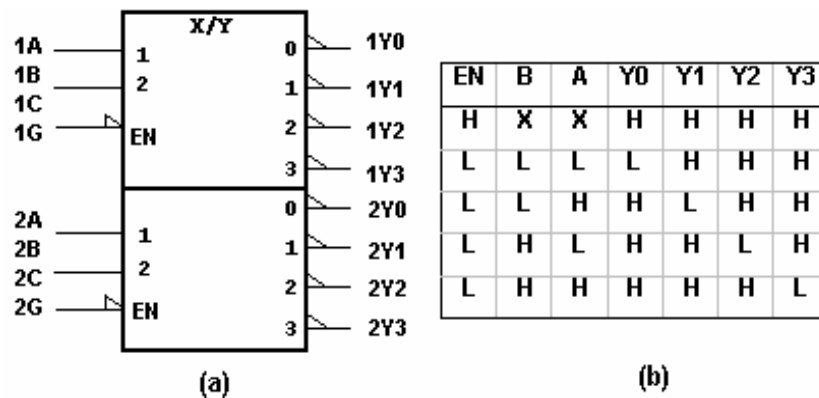 X/Y
1A 1 0 1Y0
1B 2 1 1Y1
1C
1G EN 2 1Y2
3 1Y3
0 2Y0
2A 1 1 2Y1
2B
2C 2 2 2Y2
2G EN 3 2Y3
(a)
EN B A Y0 Y1 Y2 Y3
H X X H H H H
L L L L H H H
L L H H L H H
L H L H H L H
L H H H H H L
(b)